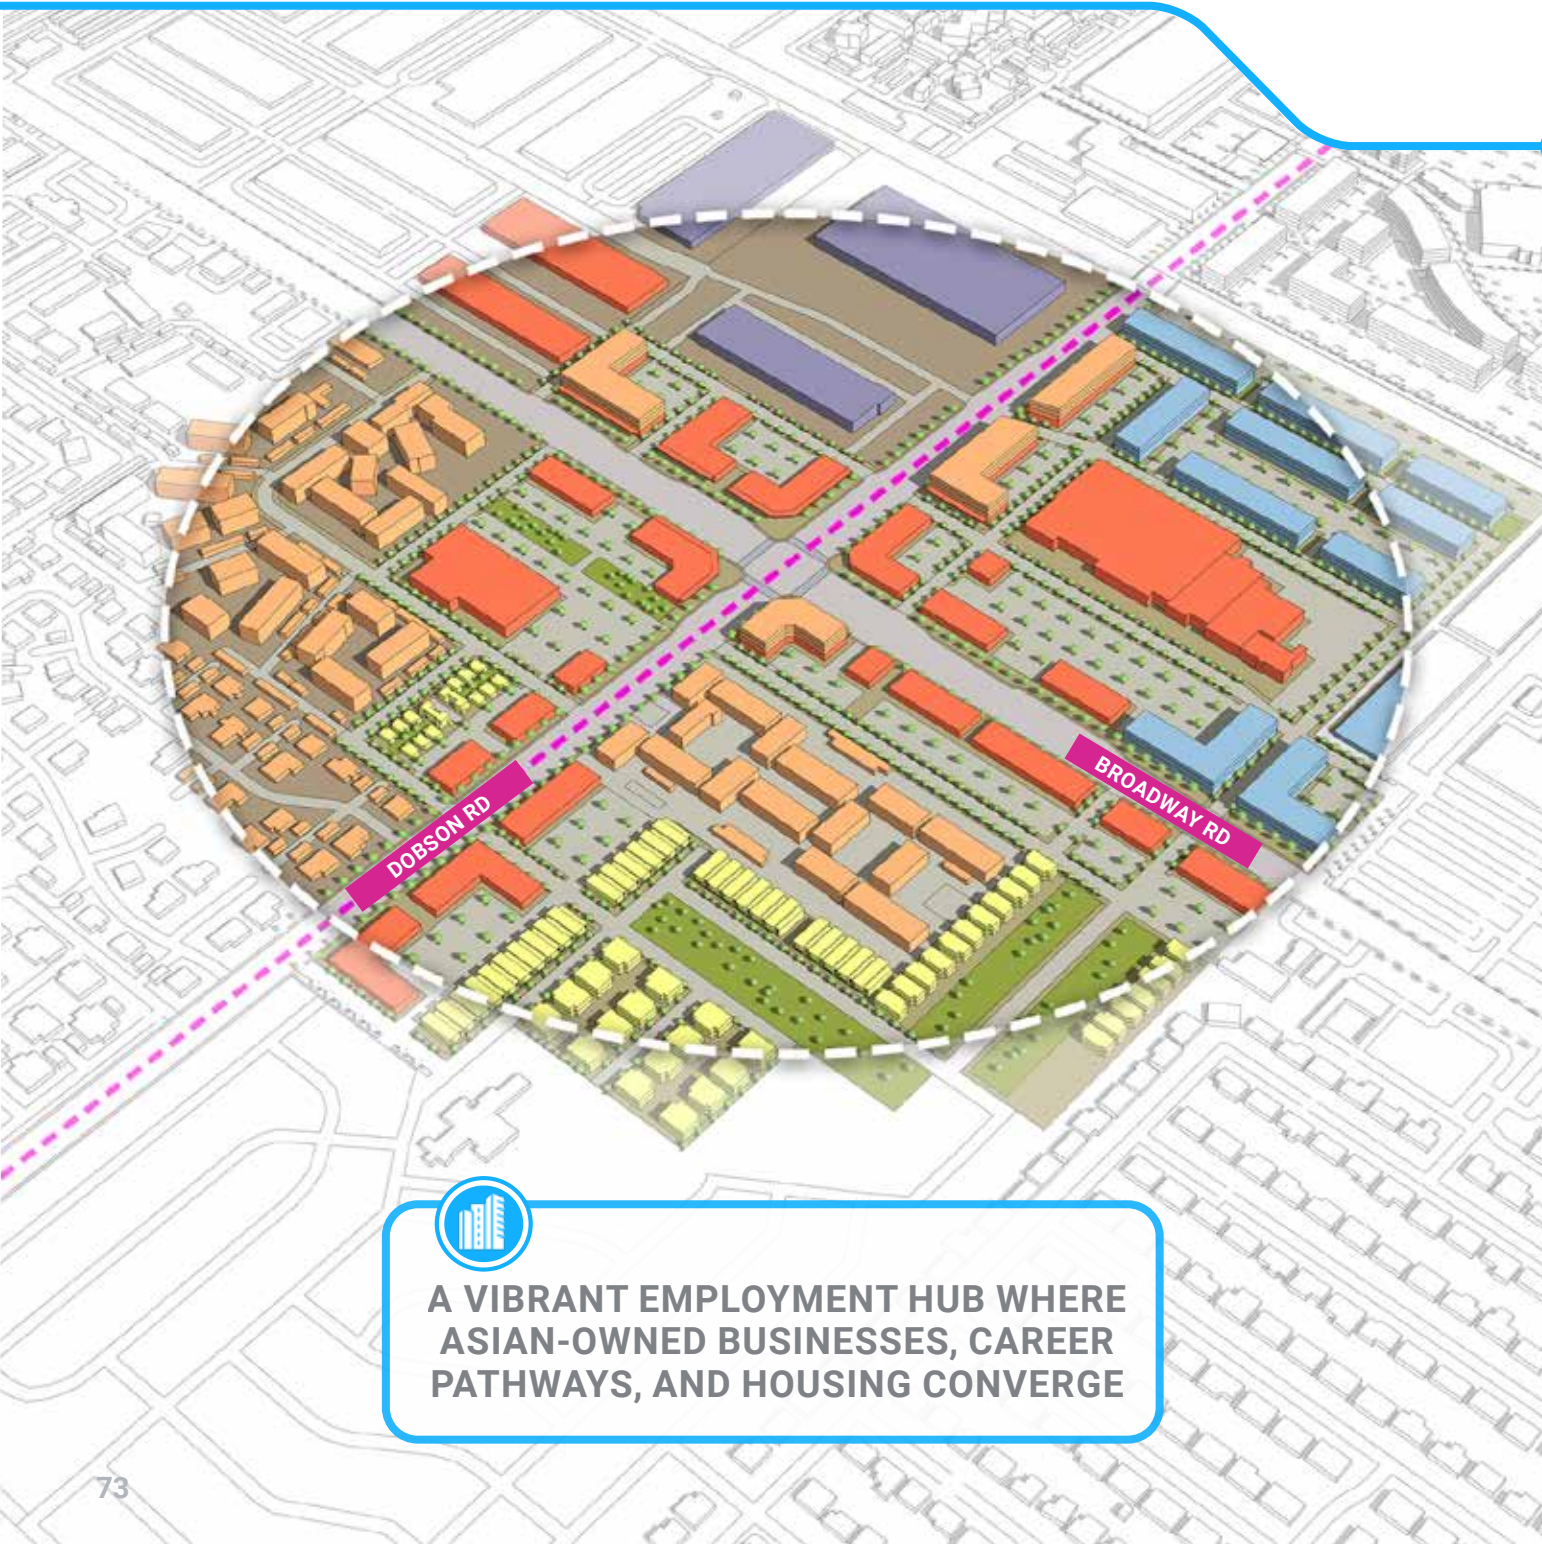 BROADWAY RD
DOBSON RD
A VIBRANT EMPLOYMENT HUB WHERE
ASIAN-OWNED BUSINESSES, CAREER
PATHWAYS, AND HOUSING CONVERGE
73